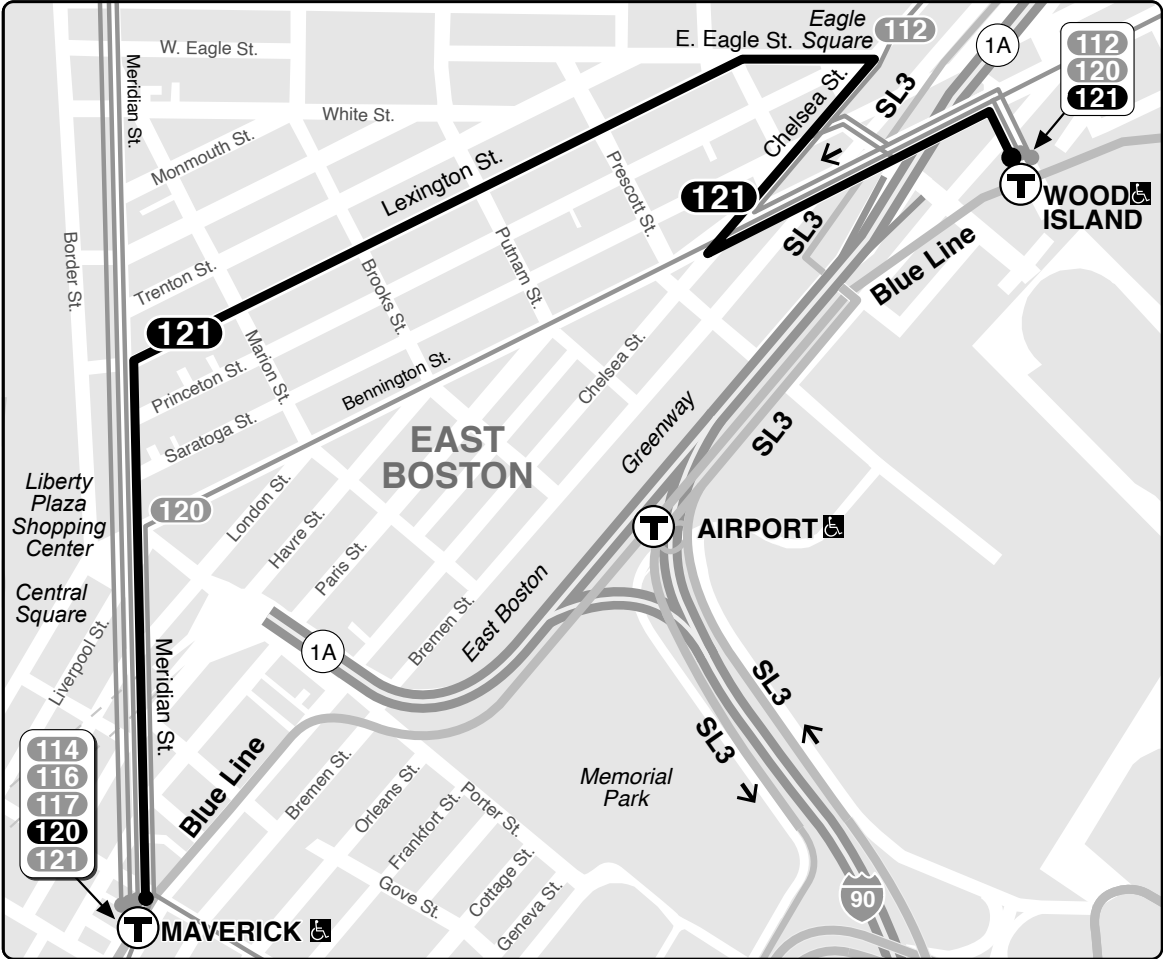 Eagle
Square
112
W. Eagle St.
E. Eagle St.
1A
112
120
121
Meridian St.
White St.
Monmouth St.
Lexington St.
Prescott St.
Chelsea St.
SL3
121
T
WOOD
ISLAND
Border St.
Trenton St.
Brooks St.
Putnam St.
SL3
Blue Line
121
Marion St.
Princeton St.
Saratoga St.
Bennington St.
Chelsea St.
EAST
BOSTON
Greenway
SL3
Liberty
Plaza
Shopping
Center
120
London St.
Havre St.
Paris St.
T
AIRPORT
Central
Square
Liverpool St.
Meridian St.
1A
Bremen St.
East Boston
SL3
SL3
114
116
117
120
121
Blue Line
Bremen St.
Orleans St.
Frankfort St.
Porter St.
Memorial
Park
Gove St.
Cottage St.
Geneva St.
90
T
MAVERICK